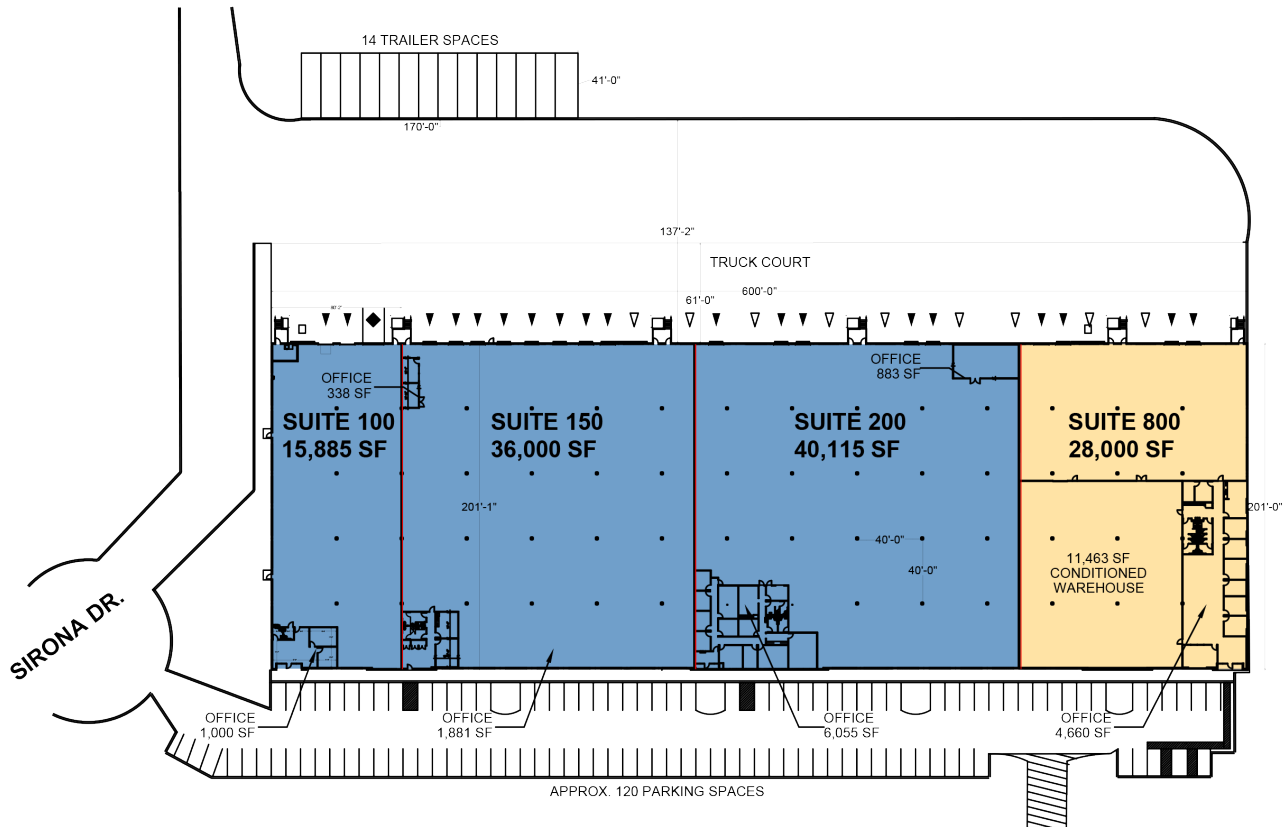 14 TRAILER SPACES
41'-0"
170'-0"
137'-2"
TRUCK COURT
600'-0"
61'-0"
OFFICE
338 SF
OFFICE
883 SF
SUITE 100
15,885 SF
SUITE 150
36,000 SF
SUITE 200
40,115 SF
SUITE 800
28,000 SF
201'-1"
201'-0"
40'-0"
40'-0"
11,463 SF
CONDITIONED
WAREHOUSE
SIRONA DR.
OFFICE
1,000 SF
OFFICE
1,881 SF
OFFICE
6,055 SF
OFFICE
4,660 SF
APPROX. 120 PARKING SPACES